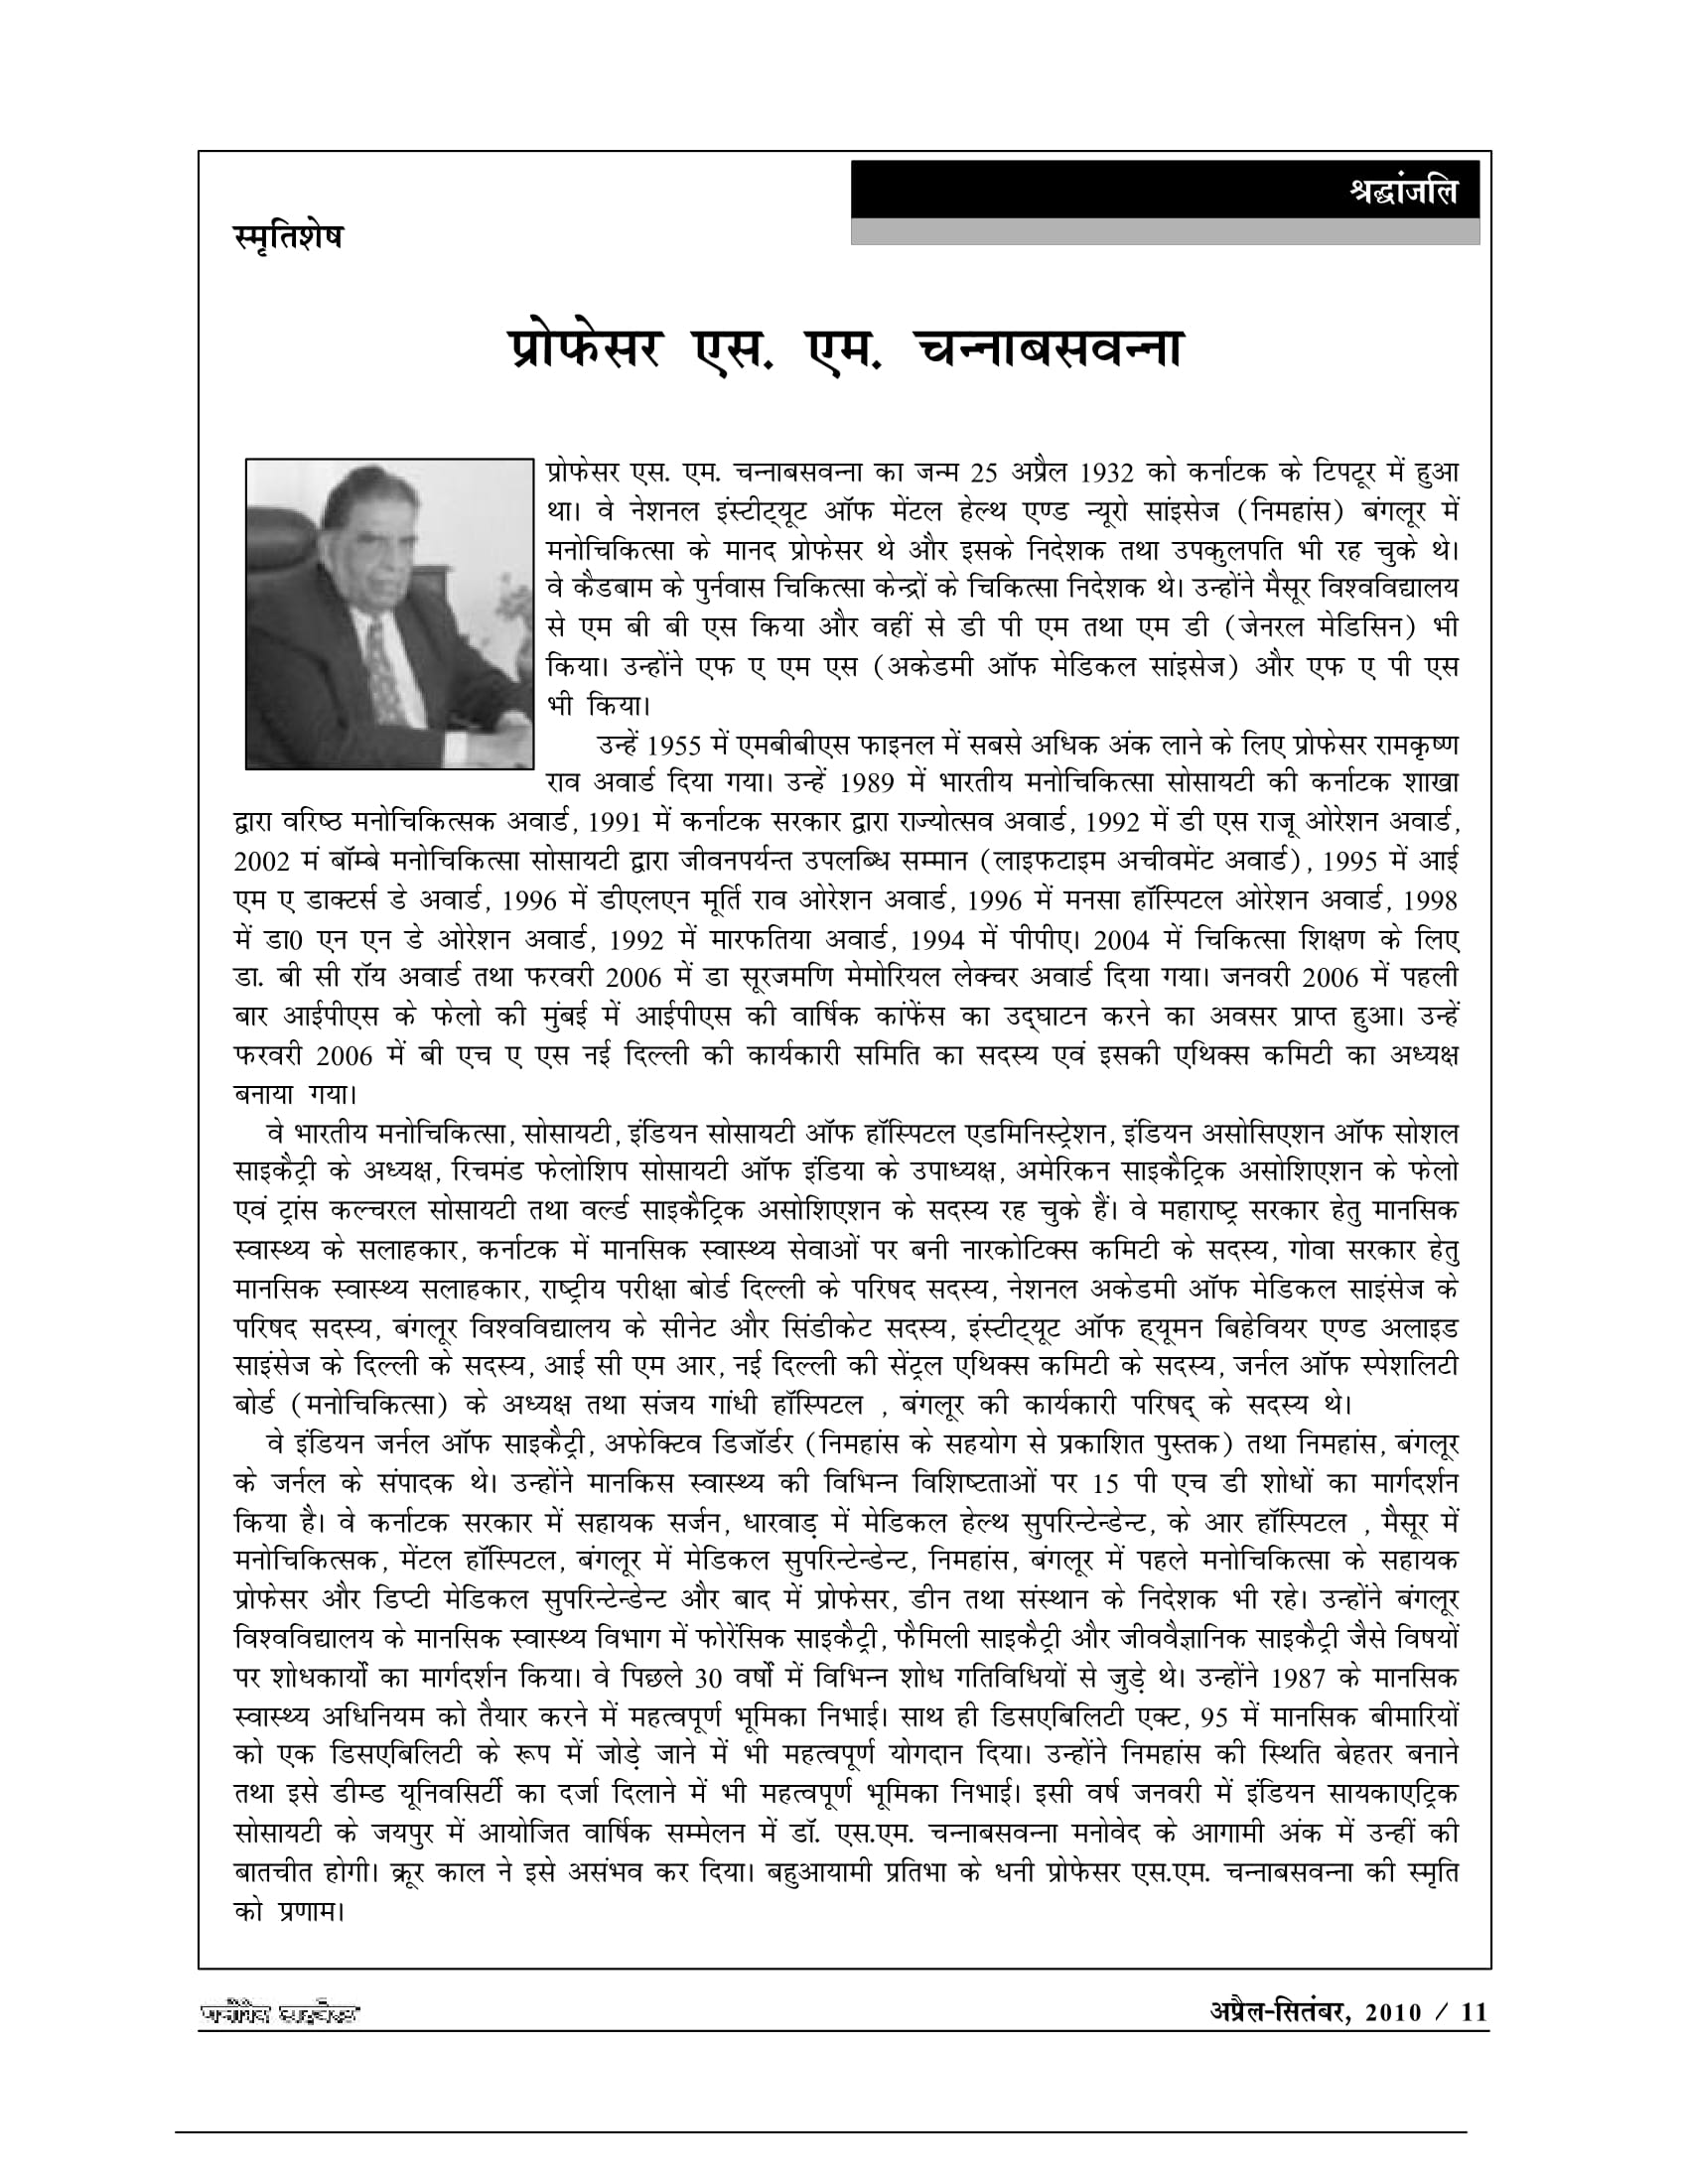 श्रद्धांजलि
स्मृतिशेष
प्रोफेसर एस. एम. चन्नाबसवन्ना
प्रोफेसर एस. एम. चन्नाबसवन्ना का जन्म 25 अप्रैल 1932 को कर्नाटक के टिपटूर में हुआ
था। वे नेशनल इंस्टीट्यूट ऑफ मेंटल हेल्थ एण्ड न्यूरो सांइसेज (निमहांस) बंगलूर में
मनोचिकित्सा के मानद प्रोफेसर थे और इसके निदेशक तथा उपकुलपति भी रह चुके थे।
वे कैडबाम के पुर्नवास चिकित्सा केन्द्रों के चिकित्सा निदेशक थे। उन्होंने मैसूर विश्वविद्यालय
से एम बी बी एस किया और वहीं से डी पी एम तथा एम डी (जेनरल मेडिसिन) भी
किया। उन्होंने एफ ए एम एस (अकेडमी ऑफ मेडिकल सांइसेज) और एफ ए पी एस
भी किया।
उन्हें 1955 में एमबीबीएस फाइनल में सबसे अधिक अंक लाने के लिए प्रोफेसर रामकृष्ण
राव अवार्ड दिया गया। उन्हें 1989 में भारतीय मनोचिकित्सा सोसायटी की कर्नाटक शाखा
द्वारा वरिष्ठ मनोचिकित्सक अवार्ड, 1991 में कर्नाटक सरकार द्वारा राज्योत्सव अवार्ड, 1992 में डी एस राजू ओरेशन अवार्ड,
2002 मं बॉम्बे मनोचिकित्सा सोसायटी द्वारा जीवनपर्यन्त उपलब्धि सम्मान (लाइफटाइम अचीवमेंट अवार्ड), 1995 में आई
एम ए डाक्टर्स डे अवार्ड, 1996 में डीएलएन मूर्ति राव ओरेशन अवार्ड, 1996 में मनसा हॉस्पिटल ओरेशन अवार्ड, 1998
में डा0 एन एन डे ओरेशन अवार्ड, 1992 में मारफतिया अवार्ड, 1994 में पीपीए। 2004 में चिकित्सा शिक्षण के लिए
डा. बी सी रॉय अवार्ड तथा फरवरी 2006 में डा सूरजमणि मेमोरियल लेक्चर अवार्ड दिया गया। जनवरी 2006 में पहली
बार आईपीएस के फेलो की मुंबई में आईपीएस की वार्षिक कांफेंस का उद्घाटन करने का अवसर प्राप्त हुआ। उन्हें
फरवरी 2006 में बी एच ए एस नई दिल्ली की कार्यकारी समिति का सदस्य एवं इसकी एथिक्स कमिटी का अध्यक्ष
बनाया गया।
वे भारतीय मनोचिकित्सा, सोसायटी, इंडियन सोसायटी ऑफ हॉस्पिटल एडमिनिस्ट्रेशन, इंडियन असोसिएशन ऑफ सोशल
साइकैट्री के अध्यक्ष, रिचमंड फेलोशिप सोसायटी ऑफ इंडिया के उपाध्यक्ष, अमेरिकन साइकैट्रिक असोशिएशन के फेलो
एवं ट्रांस कल्चरल सोसायटी तथा वर्ल्ड साइकैट्रिक असोशिएशन के सदस्य रह चुके हैं। वे महाराष्ट्र सरकार हेतु मानसिक
स्वास्थ्य के सलाहकार, कर्नाटक में मानसिक स्वास्थ्य सेवाओं पर बनी नारकोटिक्स कमिटी के सदस्य, गोवा सरकार हेतु
मानसिक स्वास्थ्य सलाहकार, राष्ट्रीय परीक्षा बोर्ड दिल्ली के परिषद सदस्य, नेशनल अकेडमी ऑफ मेडिकल साइंसेज के
परिषद सदस्य, बंगलूर विश्वविद्यालय के सीनेट और सिंडीकेट सदस्य, इंस्टीट्यूट ऑफ ह्यूमन बिहेवियर एण्ड अलाइड
साइंसेज के दिल्ली के सदस्य, आई सी एम आर, नई दिल्ली की सेंट्रल एथिक्स कमिटी के सदस्य, जर्नल ऑफ स्पेशलिटी
बोर्ड (मनोचिकित्सा) के अध्यक्ष तथा संजय गांधी हॉस्पिटल , बंगलूर की कार्यकारी परिषद् के सदस्य थे।
वे इंडियन जर्नल ऑफ साइकैट्री, अफेक्टिव डिजॉर्डर (निमहांस के सहयोग से प्रकाशित पुस्तक) तथा निमहांस, बंगलूर
के जर्नल के संपादक थे। उन्होंने मानकिस स्वास्थ्य की विभिन्न विशिष्टताओं पर 15 पी एच डी शोधों का मार्गदर्शन
किया है। वे कर्नाटक सरकार में सहायक सर्जन, धारवाड़ में मेडिकल हेल्थ सुपरिन्टेन्डेन्ट, के आर हॉस्पिटल , मैसूर में
मनोचिकित्सक, मेंटल हॉस्पिटल, बंगलूर में मेडिकल सुपरिन्टेन्डेन्ट, निमहांस, बंगलूर में पहले मनोचिकित्सा के सहायक
प्रोफेसर और डिप्टी मेडिकल सुपरिन्टेन्डेन्ट और बाद में प्रोफेसर, डीन तथा संस्थान के निदेशक भी रहे। उन्होंने बंगलूर
विश्वविद्यालय के मानसिक स्वास्थ्य विभाग में फोरेंसिक साइकैट्री, फैमिली साइकैट्री और जीववैज्ञानिक साइकैट्री जैसे विषयों
पर शोधकार्यों का मार्गदर्शन किया। वे पिछले 30 वर्षों में विभिन्न शोध गतिविधियों से जुड़े थे। उन्होंने 1987 के मानसिक
स्वास्थ्य अधिनियम को तैयार करने में महत्वपूर्ण भूमिका निभाई। साथ ही डिसएबिलिटी एक्ट, 95 में मानसिक बीमारियों
को एक डिसएबिलिटी के रूप में जोड़े जाने में भी महत्वपूर्ण योगदान दिया। उन्होंने निमहांस की स्थिति बेहतर बनाने
तथा इसे डीम्ड यूनिवसिर्टी का दर्जा दिलाने में भी महत्वपूर्ण भूमिका निभाई। इसी वर्ष जनवरी में इंडियन सायकाएट्रिक
सोसायटी के जयपुर में आयोजित वार्षिक सम्मेलन में डॉ. एस.एम. चन्नाबसवन्ना मनोवेद के आगामी अंक में उन्हीं की
बातचीत होगी। क्रूर काल ने इसे असंभव कर दिया। बहुआयामी प्रतिभा के धनी प्रोफेसर एस.एम. चन्नाबसवन्ना की स्मृति
को प्रणाम।
अप्रैल-सितंबर, 2010 / 11